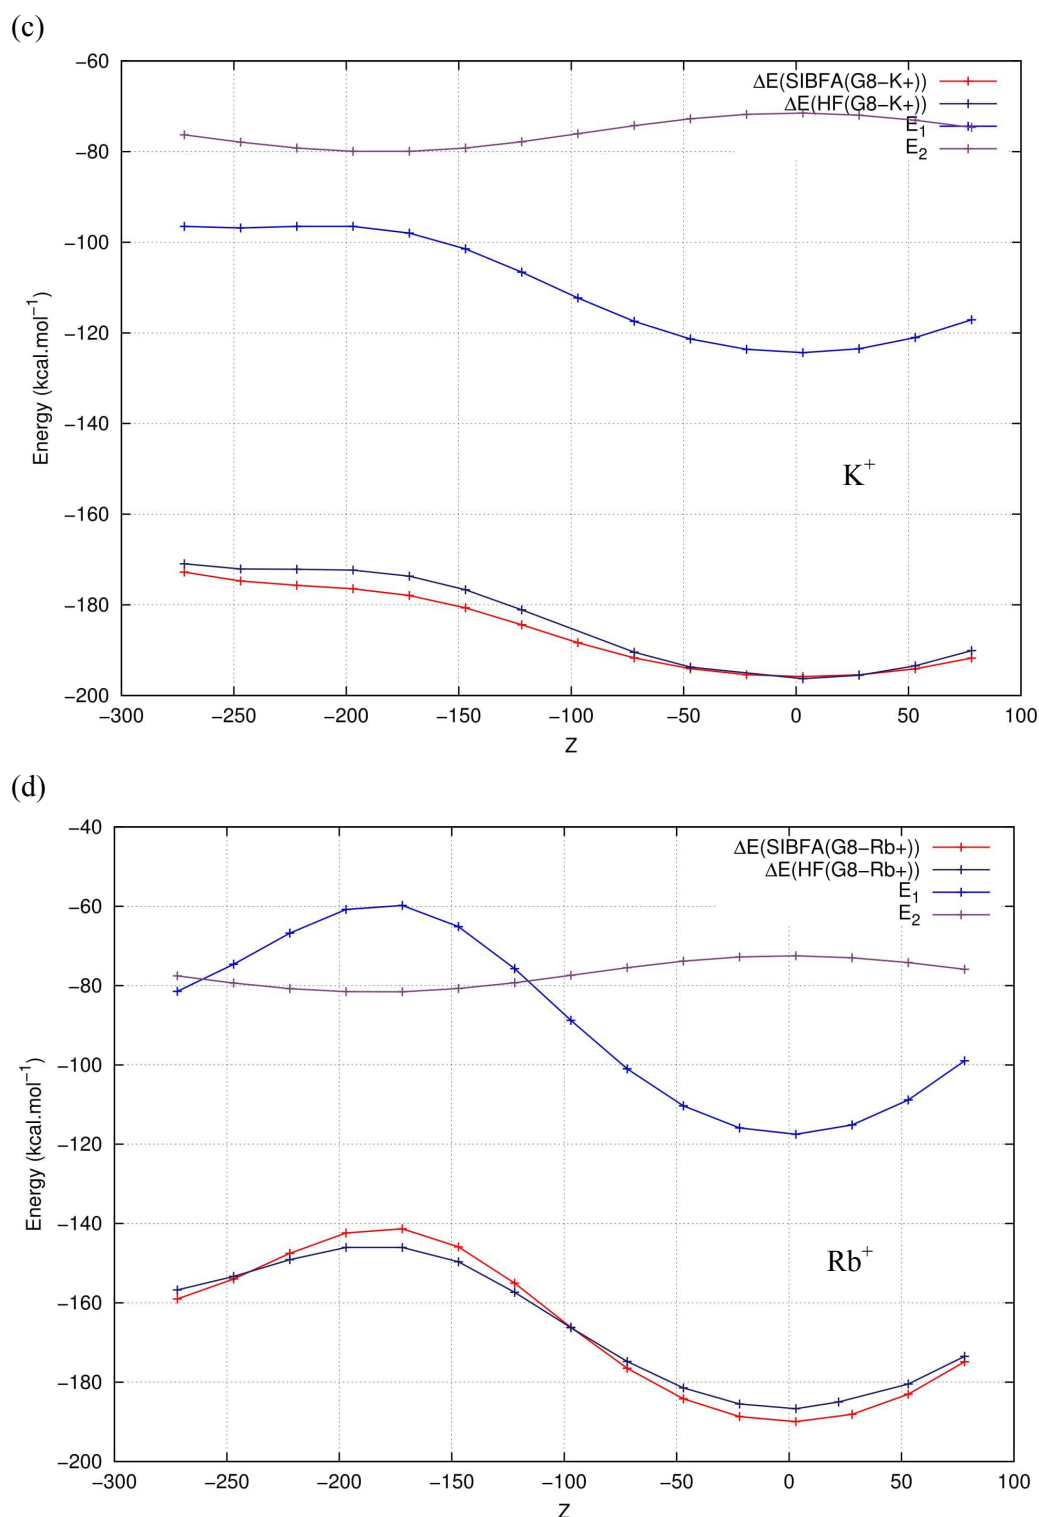 (c)
−60
−80
−100
−120
−140
−160
−180
−200
Energy (kcal.mol⁻¹)
ΔE(SIBFA(G8−K+))
ΔE(HF(G8−K+))
E₁
E₂
K⁺
−300 −250 −200 −150 −100 −50 0 50 100
Z
(d)
−40
−60
−80
−100
−120
−140
−160
−180
−200
Energy (kcal.mol⁻¹)
ΔE(SIBFA(G8−Rb+))
ΔE(HF(G8−Rb+))
E₁
E₂
Rb⁺
−300 −250 −200 −150 −100 −50 0 50 100
Z